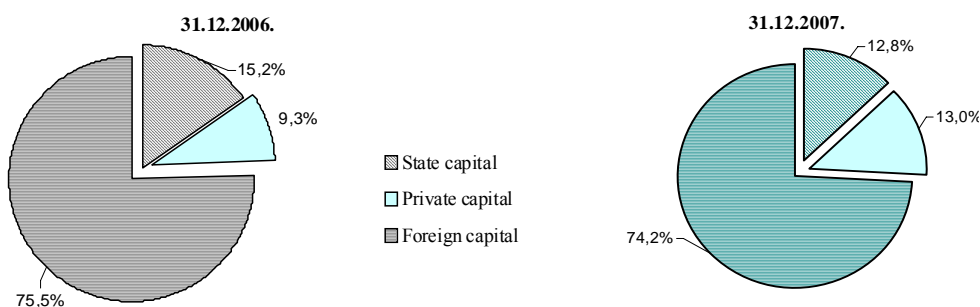 31.12.2006.
15,2%
9,3%
75,5%
State capital
Private capital
Foreign capital
31.12.2007.
12,8%
13,0%
74,2%